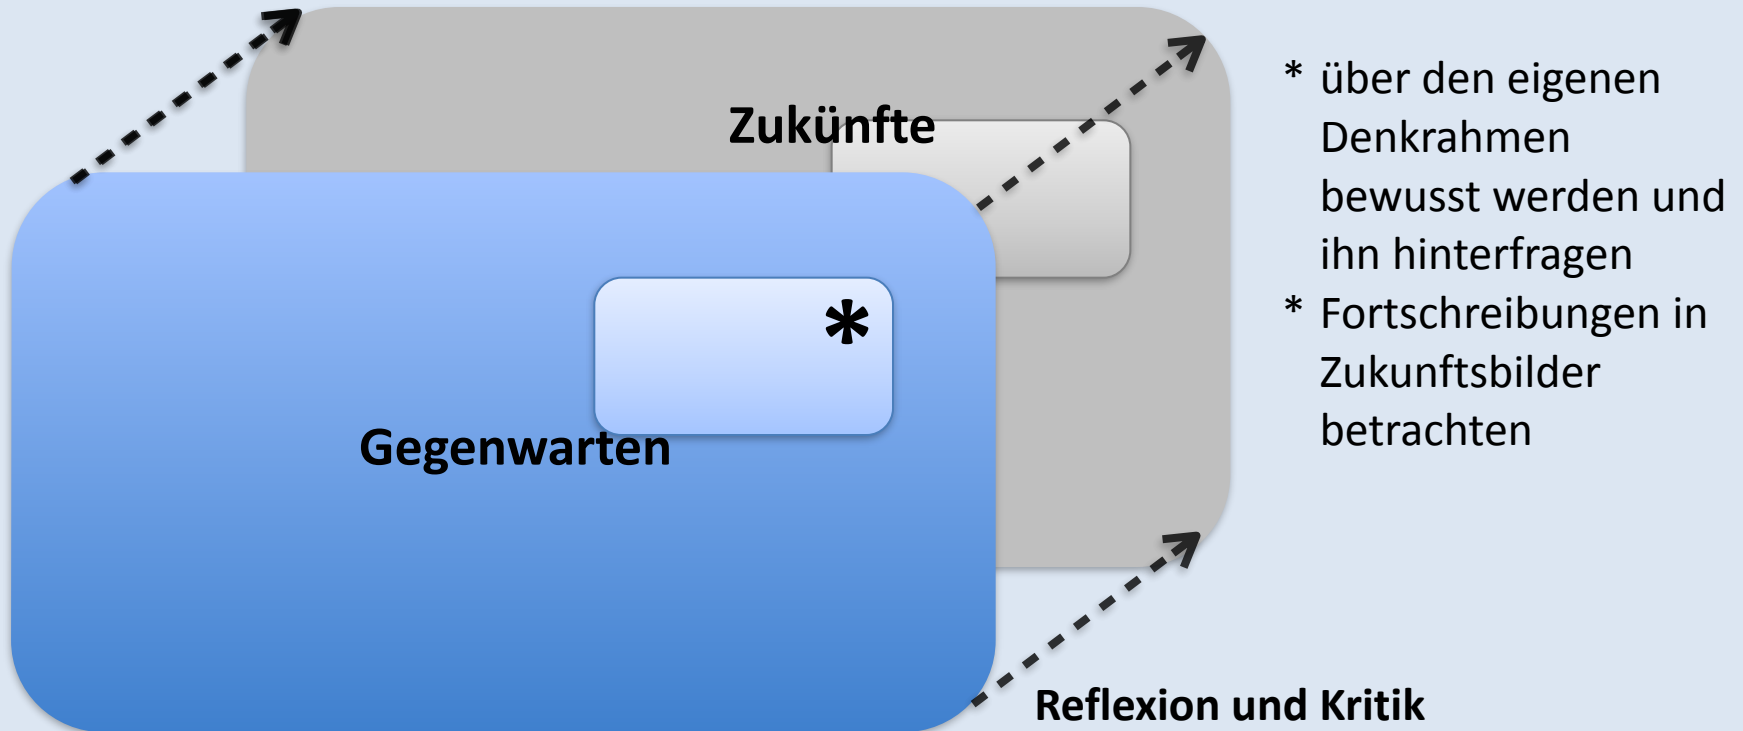 Zukünfte
*
Gegenwarten
* über den eigenen
Denkrahmen
bewusst werden und
ihn hinterfragen
* Fortschreibungen in
Zukunftsbilder
betrachten
Reflexion und Kritik